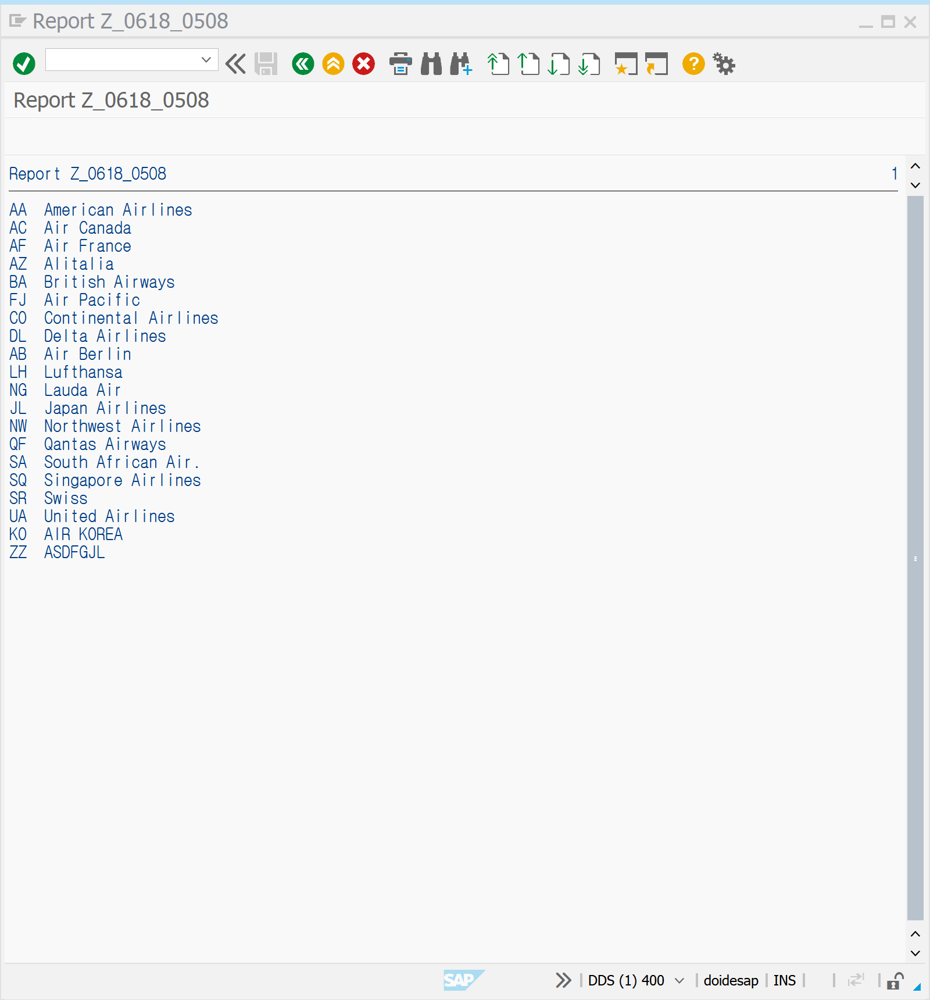 Report Z_0618_0508
Report Z_0618_0508
Report Z_0618_0508 1
AA American Airlines
AC Air Canada
AF Air France
AZ Alitalia
BA British Airways
FJ Air Pacific
CO Continental Airlines
DL Delta Airlines
AB Air Berlin
LH Lufthansa
NG Lauda Air
JL Japan Airlines
NW Northwest Airlines
QF Qantas Airways
SA South African Air.
SQ Singapore Airlines
SR Swiss
UA United Airlines
KO AIR KOREA
ZZ ASDFGJL
SAP DDS (1) 400 doidesap INS